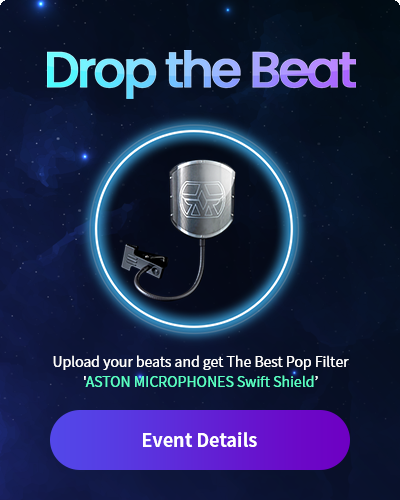 Drop the Beat
Upload your beats and get The Best Pop Filter
'ASTON MICROPHONES Swift Shield’
Event Details